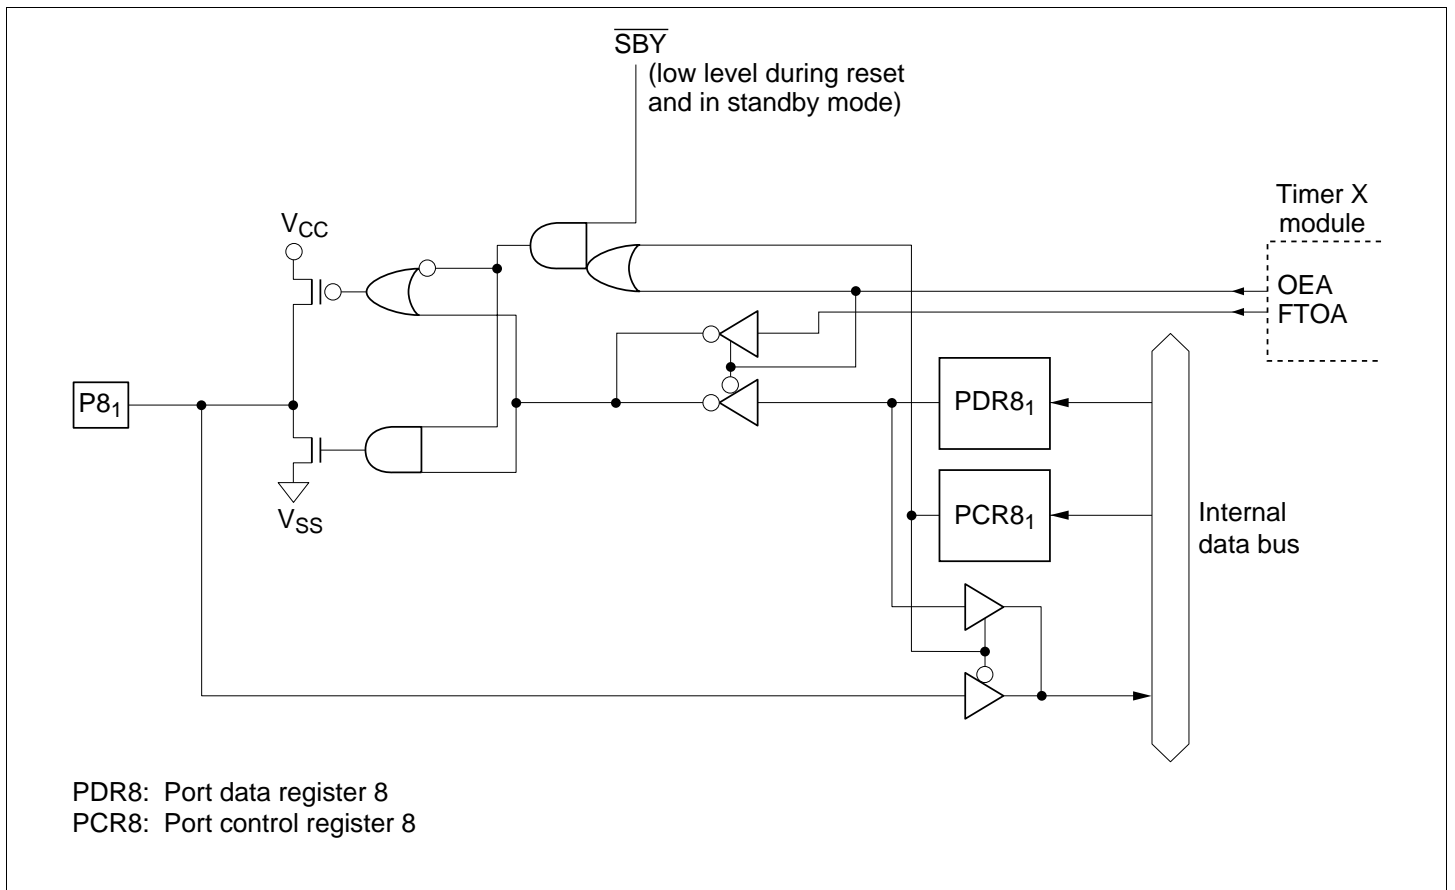 SBY
(low level during reset
and in standby mode)
Timer X
module
VCC
OEA
FTOA
P81
PDR81
PCR81
VSS
Internal
data bus
PDR8: Port data register 8
PCR8: Port control register 8